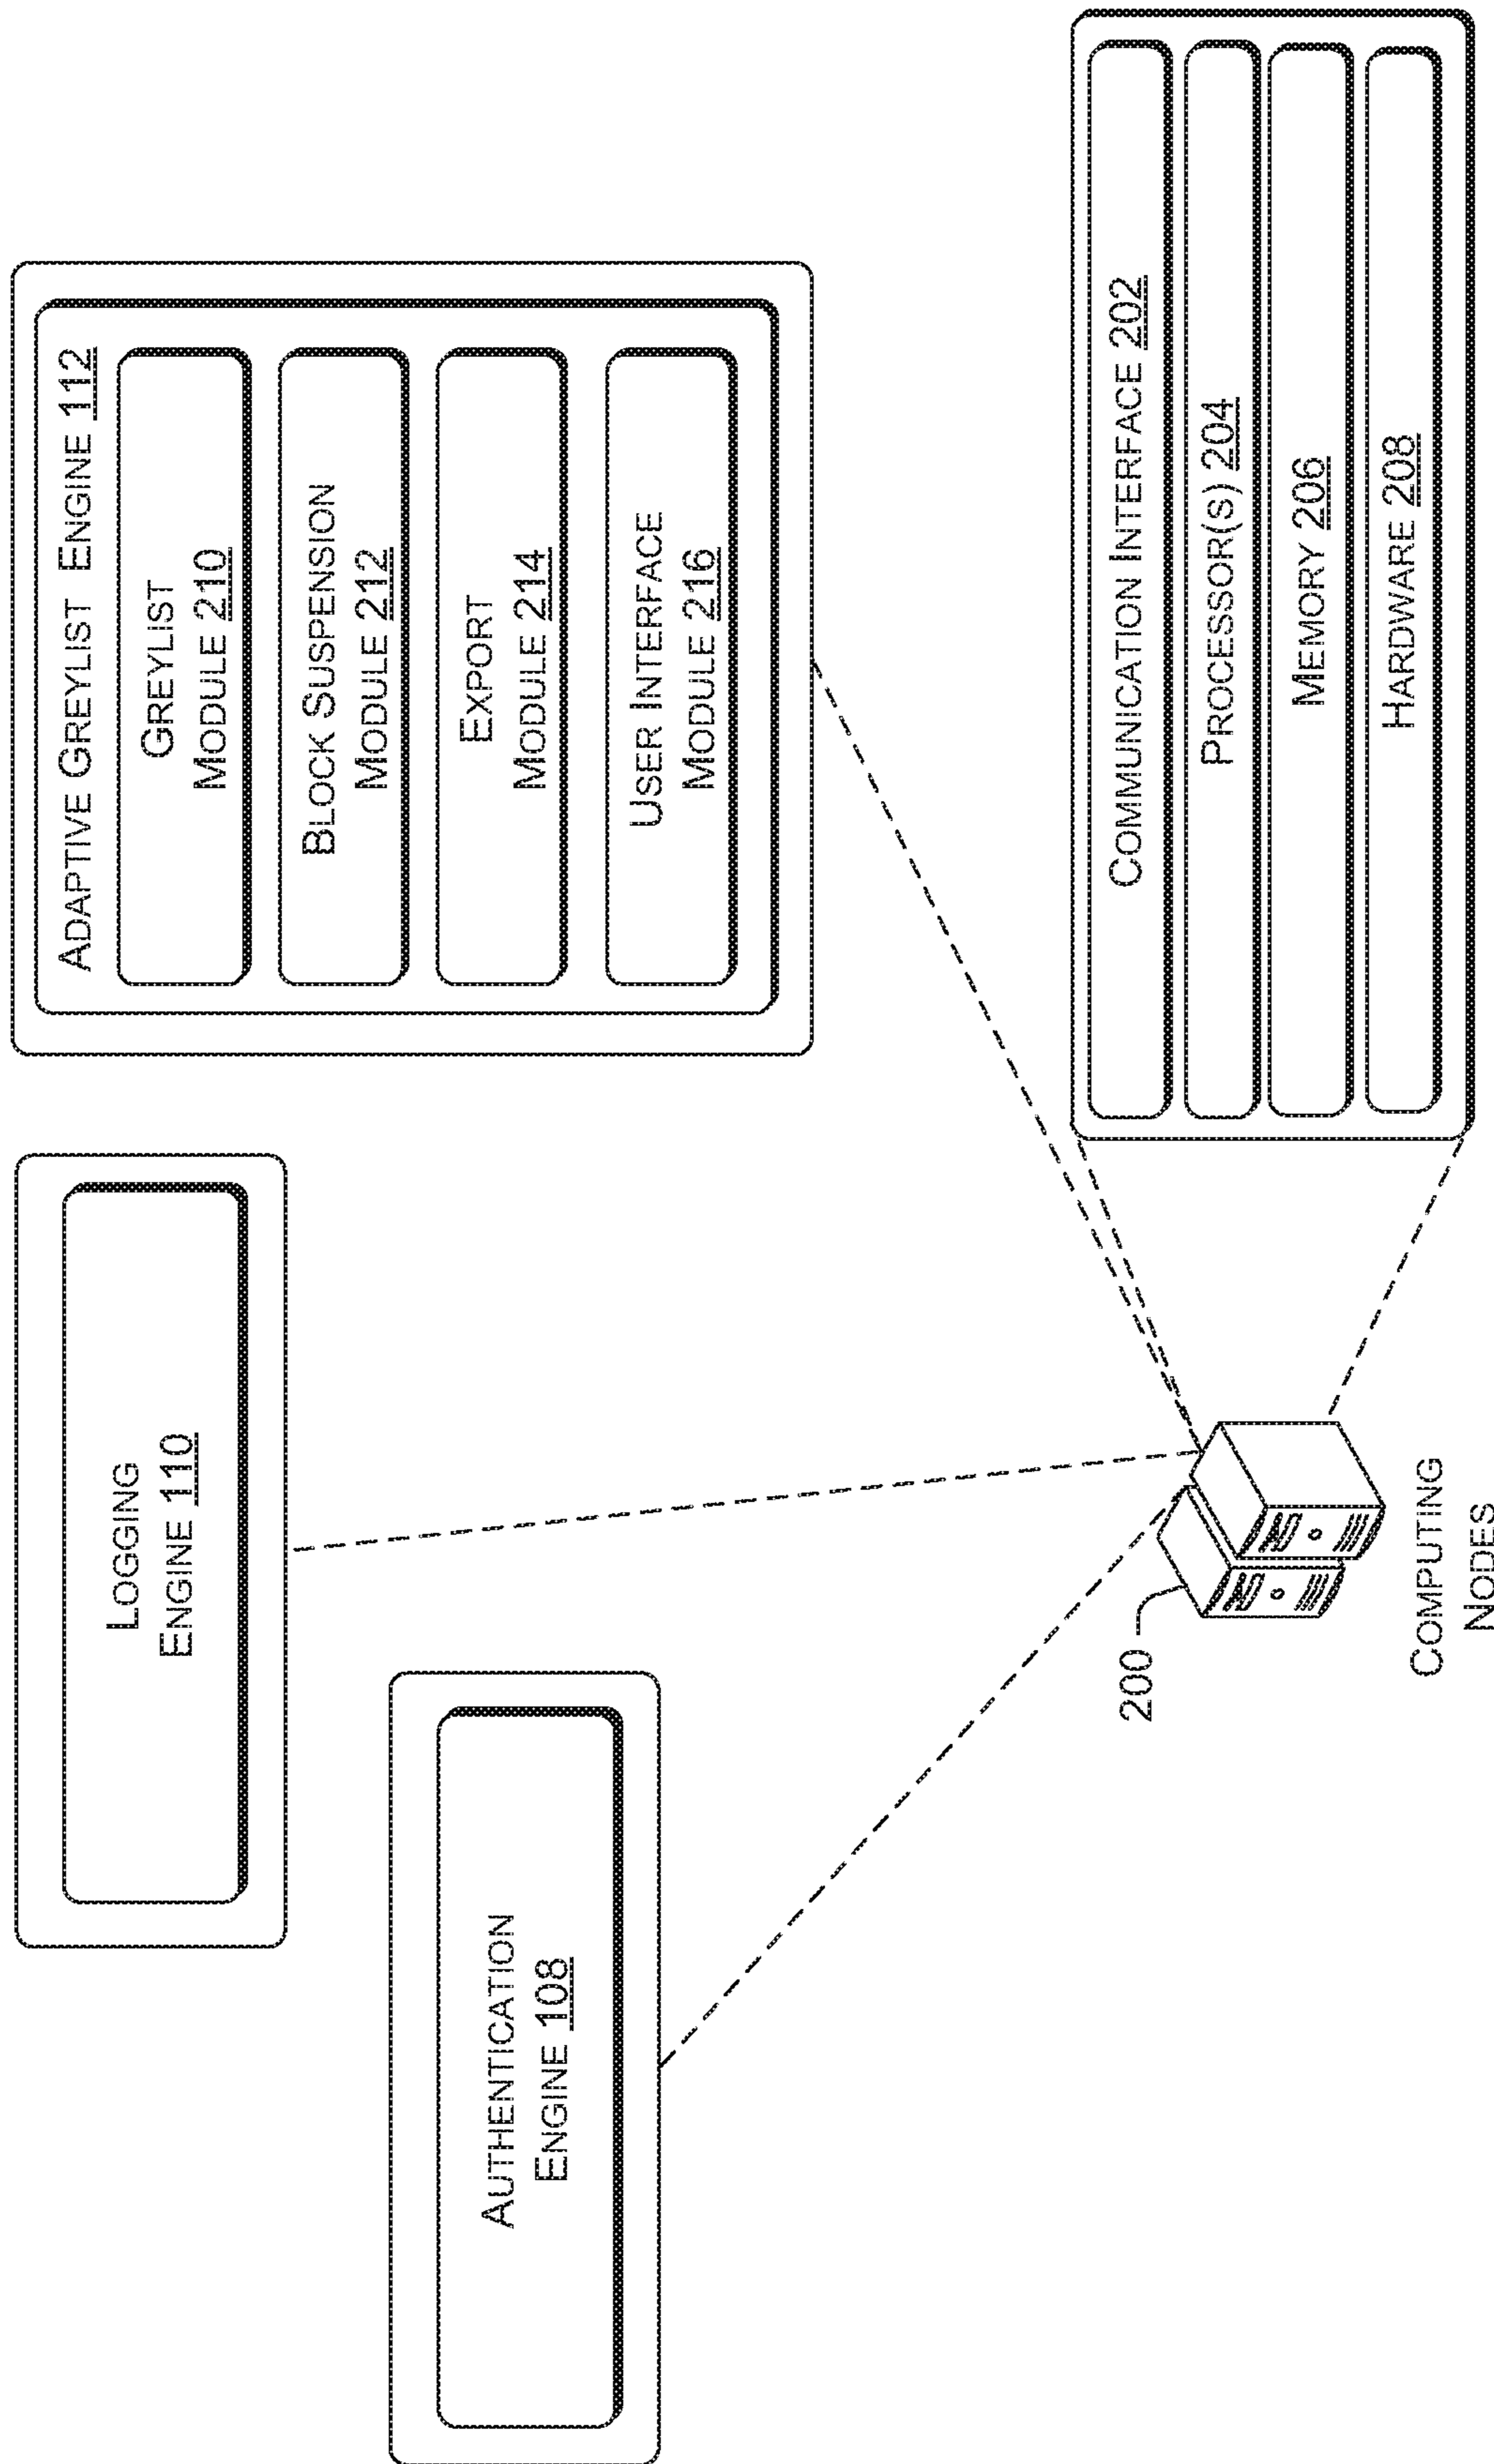 LOGGING
ENGINE 110
AUTHENTICATION
ENGINE 108
ADAPTIVE GREYLIST ENGINE 112
GREYLIST
MODULE 210
BLOCK SUSPENSION
MODULE 212
EXPORT
MODULE 214
USER INTERFACE
MODULE 216
200
COMPUTING
NODES
COMMUNICATION INTERFACE 202
PROCESSOR(S) 204
MEMORY 206
HARDWARE 208